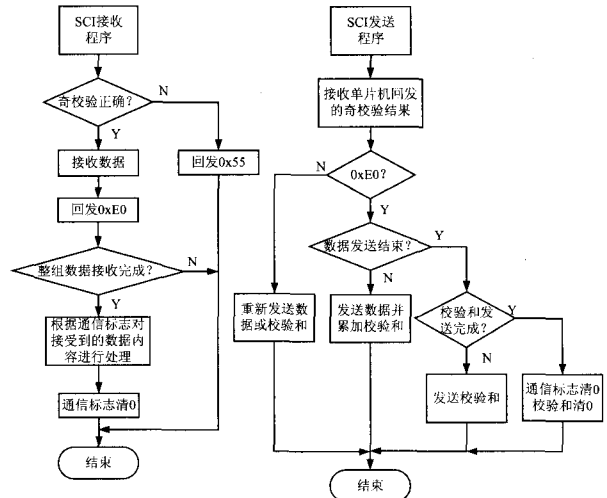 SCI接收
程序
奇校验正确?
N
Y
接收数据
回发0x55
回发0xE0
整组数据接收完成?
N
Y
根据通信标志对
接受到的数据内
容进行处理
通信标志清0
结束
SCI发送
程序
接收单片机回发
的奇校验结果
N
0xE0?
Y
数据发送结束?
Y
N
重新发送数
据或校验和
发送数据并
累加校验和
校验和发
送完成?
Y
N
发送校验和
通信标志清0
校验和清0
结束